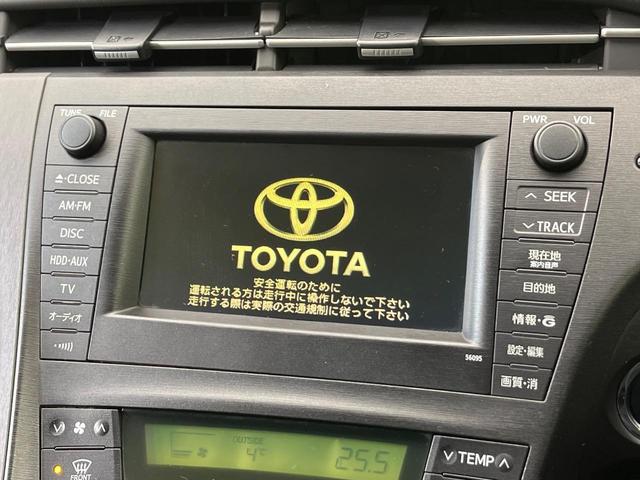 TUNE FILE
PWR VOL
⏏・CLOSE
AM・FM
DISC
HDD・AUX
TV
オーディオ
TOYOTA
安全運転のために
運転される方は走行中に操作しないで下さい
走行する際は実際の交通規制に従って下さい
56095
∧ SEEK
∨ TRACK
現在地
案内音声
目的地
情報・G
設定・編集
画質・消
OUTSIDE
4℃
25.5
∨ TEMP ∧
FRONT